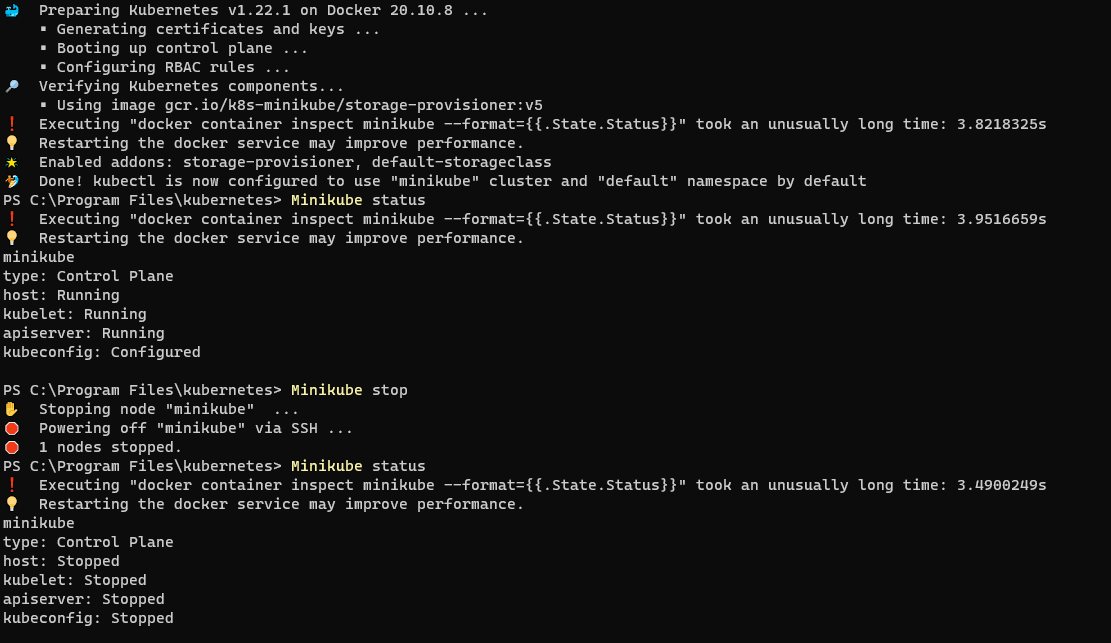 Preparing Kubernetes v1.22.1 on Docker 20.10.8 ...
▪ Generating certificates and keys ...
▪ Booting up control plane ...
▪ Configuring RBAC rules ...
Verifying Kubernetes components...
▪ Using image gcr.io/k8s-minikube/storage-provisioner:v5
❗ Executing "docker container inspect minikube --format={{.State.Status}}" took an unusually long time: 3.8218325s
Restarting the docker service may improve performance.
Enabled addons: storage-provisioner, default-storageclass
Done! kubectl is now configured to use "minikube" cluster and "default" namespace by default
PS C:\Program Files\kubernetes> Minikube status
❗ Executing "docker container inspect minikube --format={{.State.Status}}" took an unusually long time: 3.9516659s
Restarting the docker service may improve performance.
minikube
type: Control Plane
host: Running
kubelet: Running
apiserver: Running
kubeconfig: Configured
PS C:\Program Files\kubernetes> Minikube stop
Stopping node "minikube"  ...
Powering off "minikube" via SSH ...
1 nodes stopped.
PS C:\Program Files\kubernetes> Minikube status
❗ Executing "docker container inspect minikube --format={{.State.Status}}" took an unusually long time: 3.4900249s
Restarting the docker service may improve performance.
minikube
type: Control Plane
host: Stopped
kubelet: Stopped
apiserver: Stopped
kubeconfig: Stopped